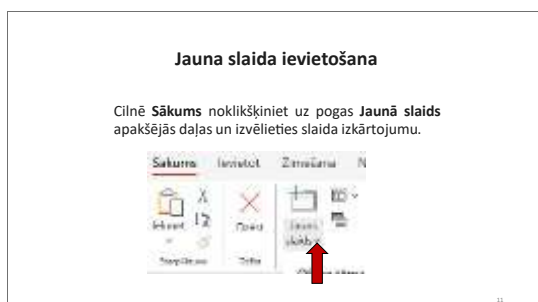 Jauna slaida ievietošana
Cilnē Sākums noklikšķiniet uz pogas Jaunā slaids
apakšējās daļas un izvēlieties slaida izkārtojumu.
Sākums Ievietot Zīmēšana N
11